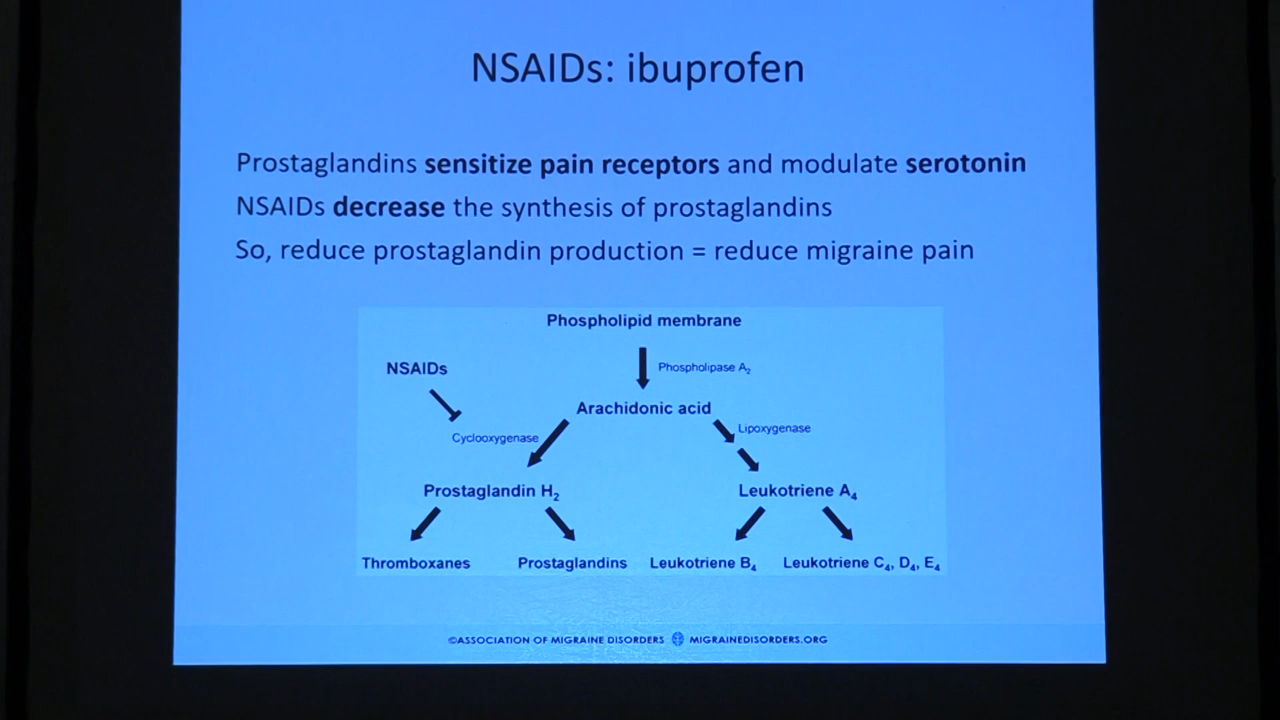 NSAIDs: ibuprofen
Prostaglandins sensitize pain receptors and modulate serotonin
NSAIDs decrease the synthesis of prostaglandins
So, reduce prostaglandin production = reduce migraine pain
Phospholipid membrane
NSAIDs
Phospholipase A₂
Arachidonic acid
Lipoxygenase
Cyclooxygenase
Prostaglandin H₂
Leukotriene A₄
Thromboxanes
Prostaglandins
Leukotriene B₄
Leukotriene C₄, D₄, E₄
©ASSOCIATION OF MIGRAINE DISORDERS MIGRAINEDISORDERS.ORG